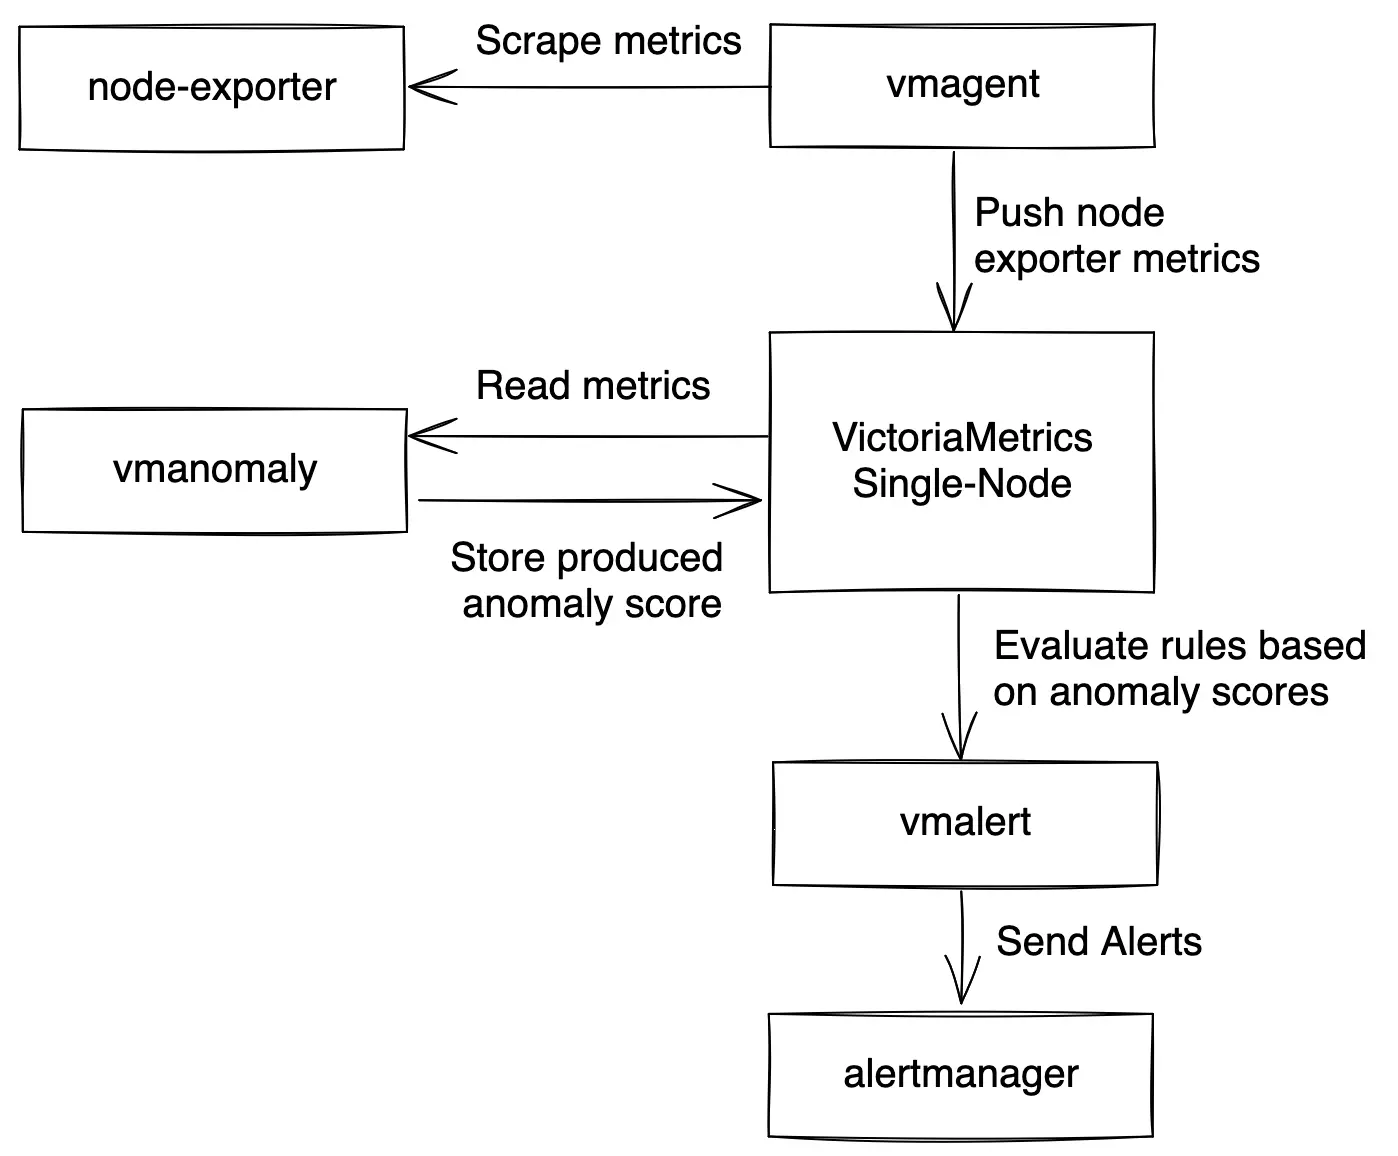 Scrape metrics
node-exporter
vmagent
Push node
exporter metrics
Read metrics
vmanomaly
VictoriaMetrics
Single-Node
Store produced
anomaly score
Evaluate rules based
on anomaly scores
vmalert
Send Alerts
alertmanager